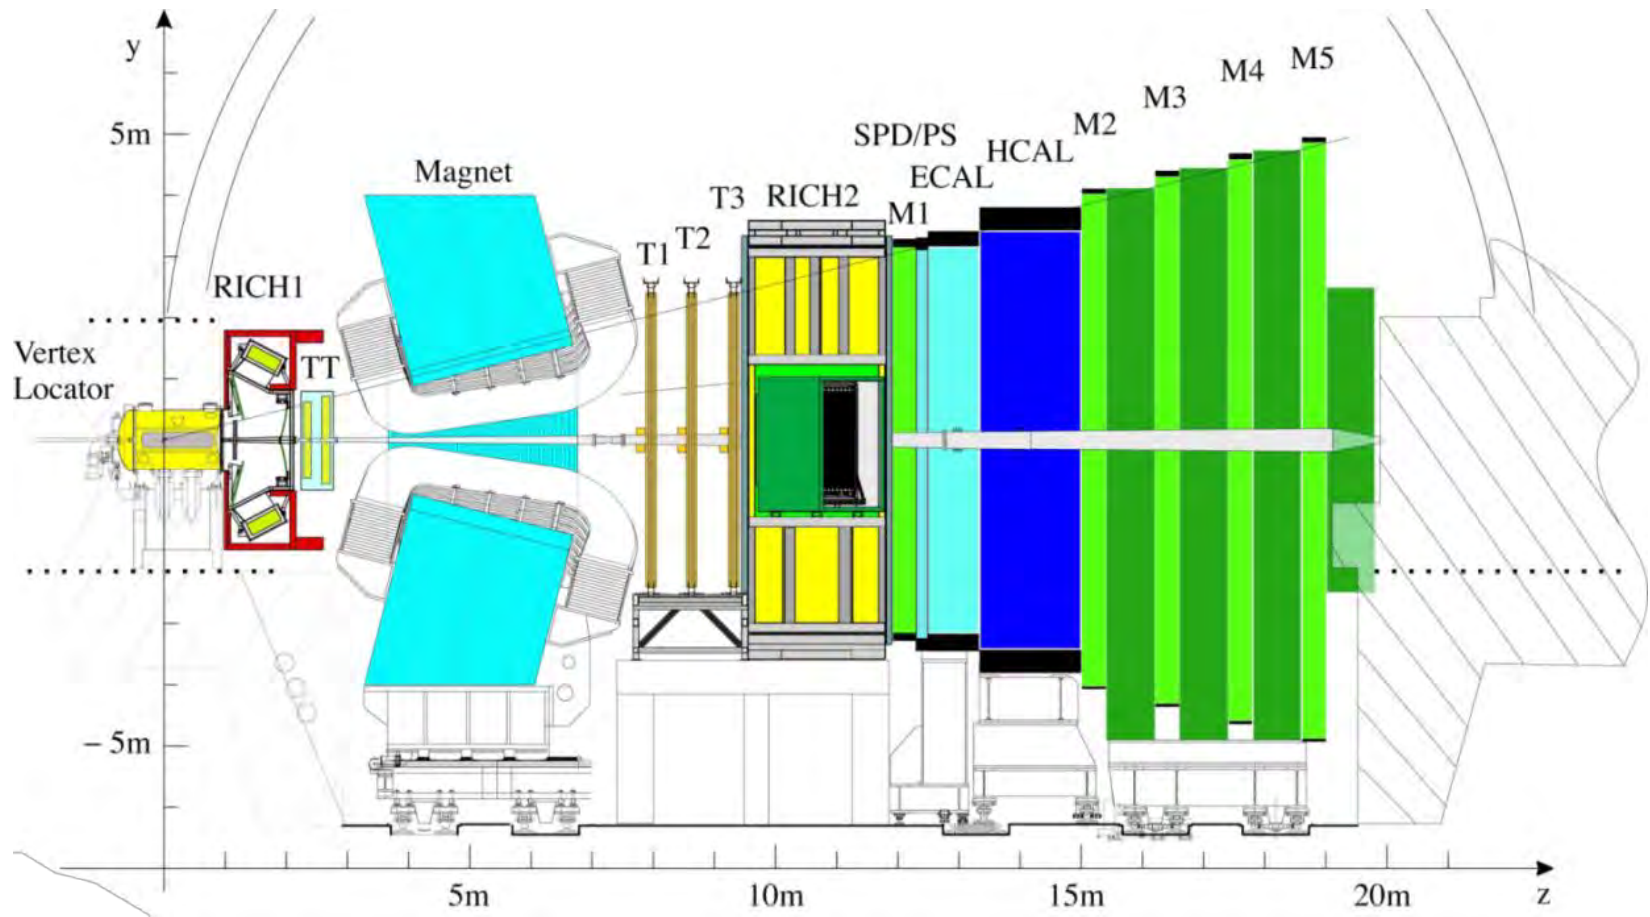 y
5m
Vertex
Locator
RICH1
TT
Magnet
T1
T2
T3
RICH2
SPD/PS
M1
ECAL
HCAL
M2
M3
M4
M5
− 5m
5m
10m
15m
20m
z